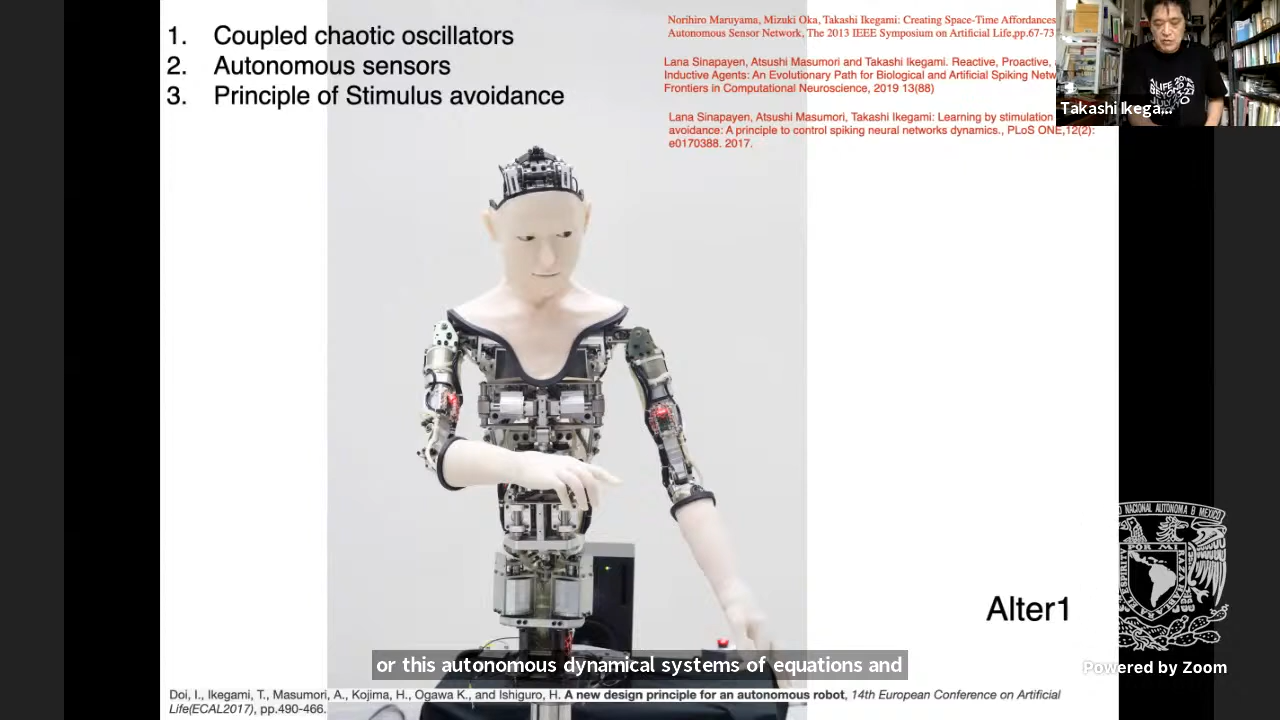 1. Coupled chaotic oscillators
2. Autonomous sensors
3. Principle of Stimulus avoidance
Norihiro Maruyama, Mizuki Oka, Takashi Ikegami: Creating Space-Time Affordances
Autonomous Sensor Network, The 2013 IEEE Symposium on Artificial Life,pp.67-73
Lana Sinapayen, Atsushi Masumori and Takashi Ikegami. Reactive, Proactive,
Inductive Agents: An Evolutionary Path for Biological and Artificial Spiking Netw
Frontiers in Computational Neuroscience, 2019 13(88)
Lana Sinapayen, Atsushi Masumori, Takashi Ikegami: Learning by stimulation
avoidance: A principle to control spiking neural networks dynamics., PLoS ONE,12(2):
e0170388. 2017.
Takashi Ikega...
Alter1
POR MI
ESPIRITU
Powered by Zoom
or this autonomous dynamical systems of equations and
Doi, I., Ikegami, T., Masumori, A., Kojima, H., Ogawa K., and Ishiguro, H. A new design principle for an autonomous robot, 14th European Conference on Artificial
Life(ECAL2017), pp.490-466.